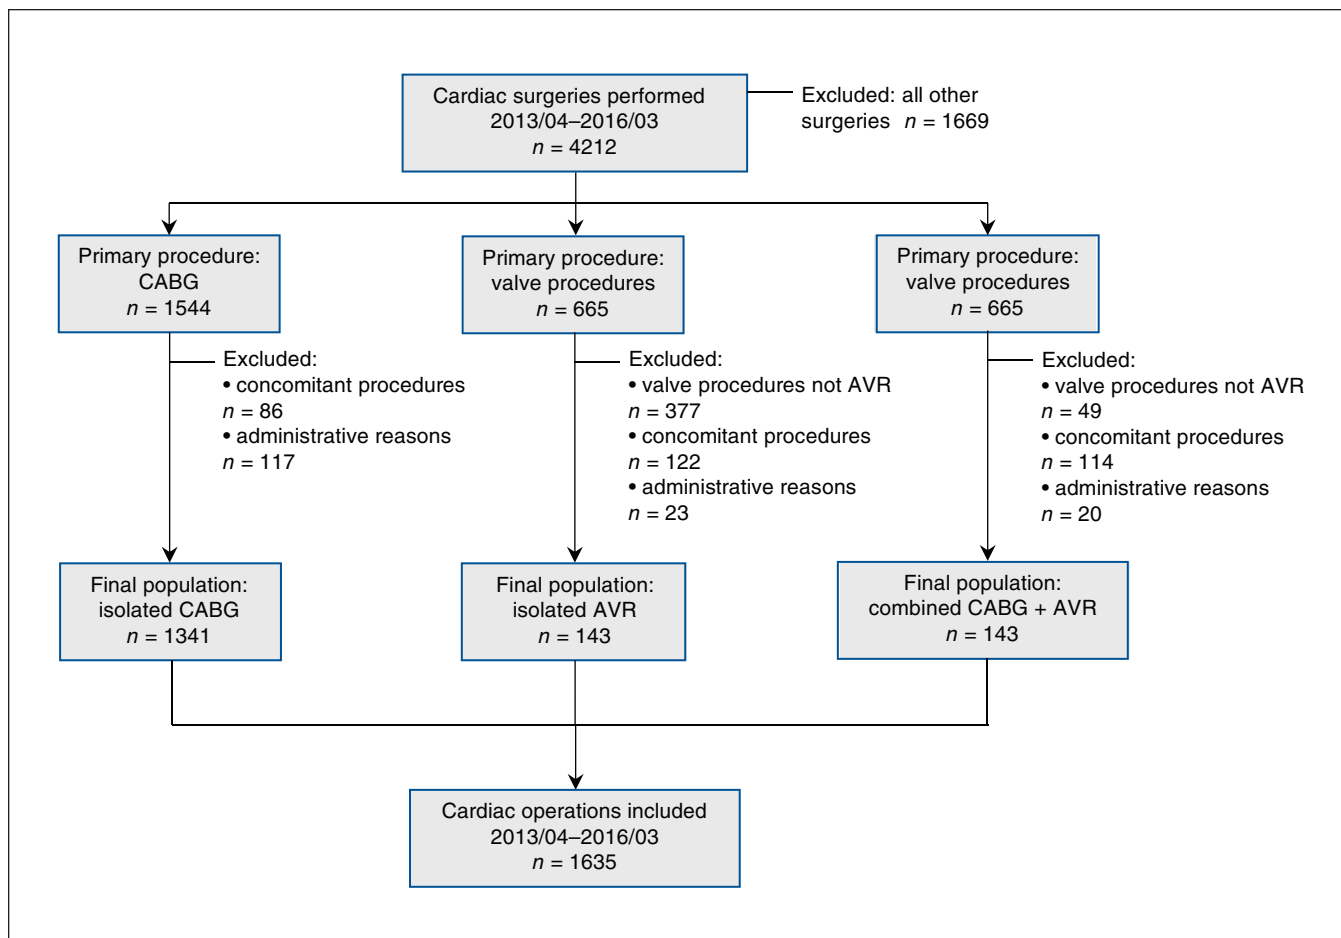 Cardiac surgeries performed
2013/04–2016/03
n = 4212
Excluded: all other
surgeries n = 1669
Primary procedure:
CABG
n = 1544
Primary procedure:
valve procedures
n = 665
Primary procedure:
valve procedures
n = 665
Excluded:
• concomitant procedures
n = 86
• administrative reasons
n = 117
Excluded:
• valve procedures not AVR
n = 377
• concomitant procedures
n = 122
• administrative reasons
n = 23
Excluded:
• valve procedures not AVR
n = 49
• concomitant procedures
n = 114
• administrative reasons
n = 20
Final population:
isolated CABG
n = 1341
Final population:
isolated AVR
n = 143
Final population:
combined CABG + AVR
n = 143
Cardiac operations included
2013/04–2016/03
n = 1635